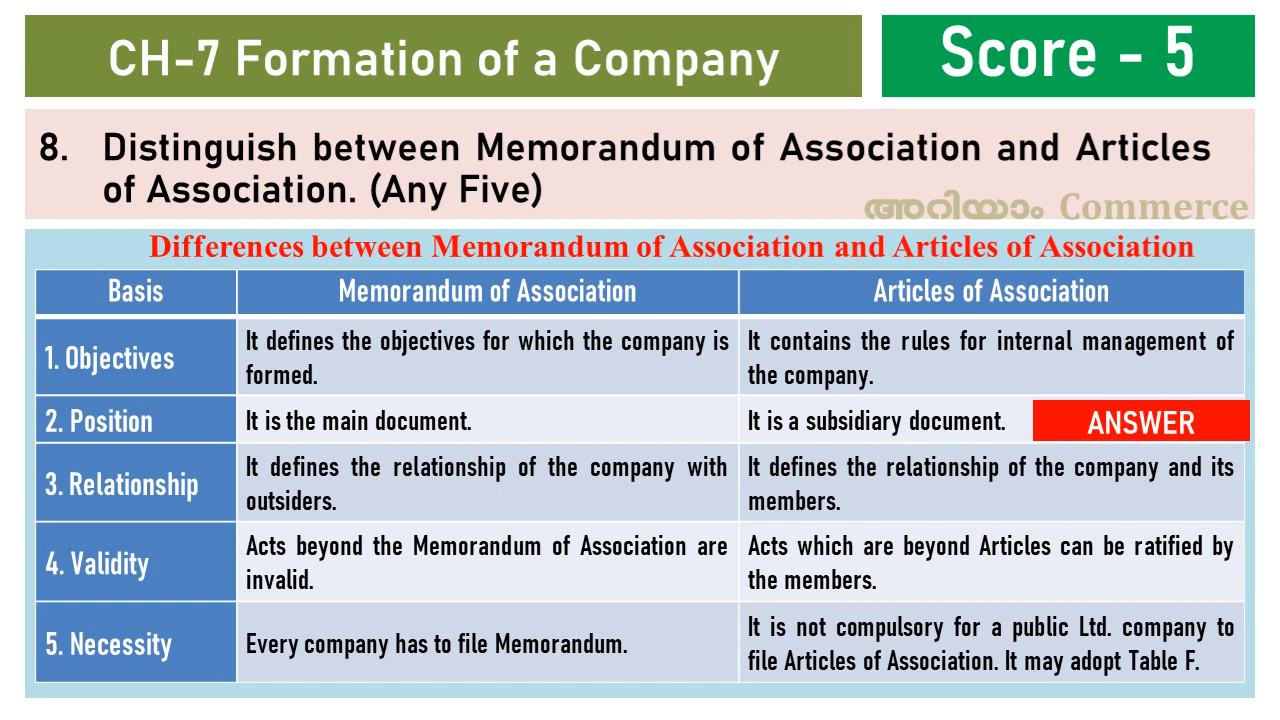 CH-7 Formation of a Company
Score - 5
8. Distinguish between Memorandum of Association and Articles
of Association. (Any Five)
അറിയാം Commerce
Differences between Memorandum of Association and Articles of Association
Basis
Memorandum of Association
Articles of Association
1. Objectives
It defines the objectives for which the company is
formed.
It contains the rules for internal management of
the company.
2. Position
It is the main document.
It is a subsidiary document.
ANSWER
3. Relationship
It defines the relationship of the company with
outsiders.
It defines the relationship of the company and its
members.
4. Validity
Acts beyond the Memorandum of Association are
invalid.
Acts which are beyond Articles can be ratified by
the members.
5. Necessity
Every company has to file Memorandum.
It is not compulsory for a public Ltd. company to
file Articles of Association. It may adopt Table F.